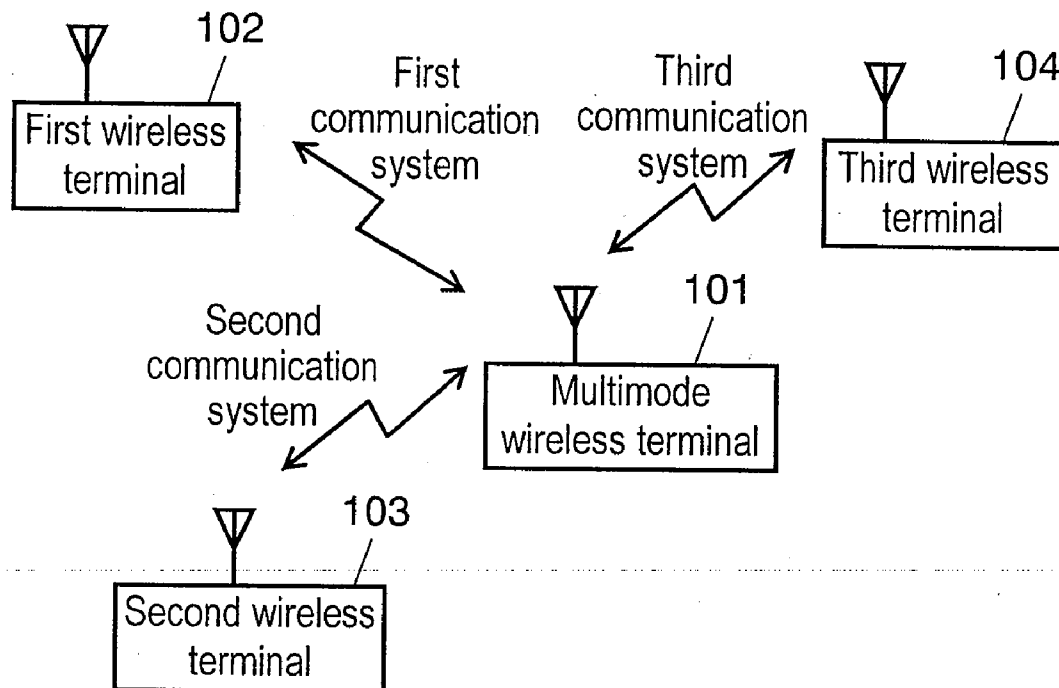 102
First wireless
terminal
First
communication
system
Third
communication
system
104
Third wireless
terminal
101
Multimode
wireless terminal
Second
communication
system
103
Second wireless
terminal